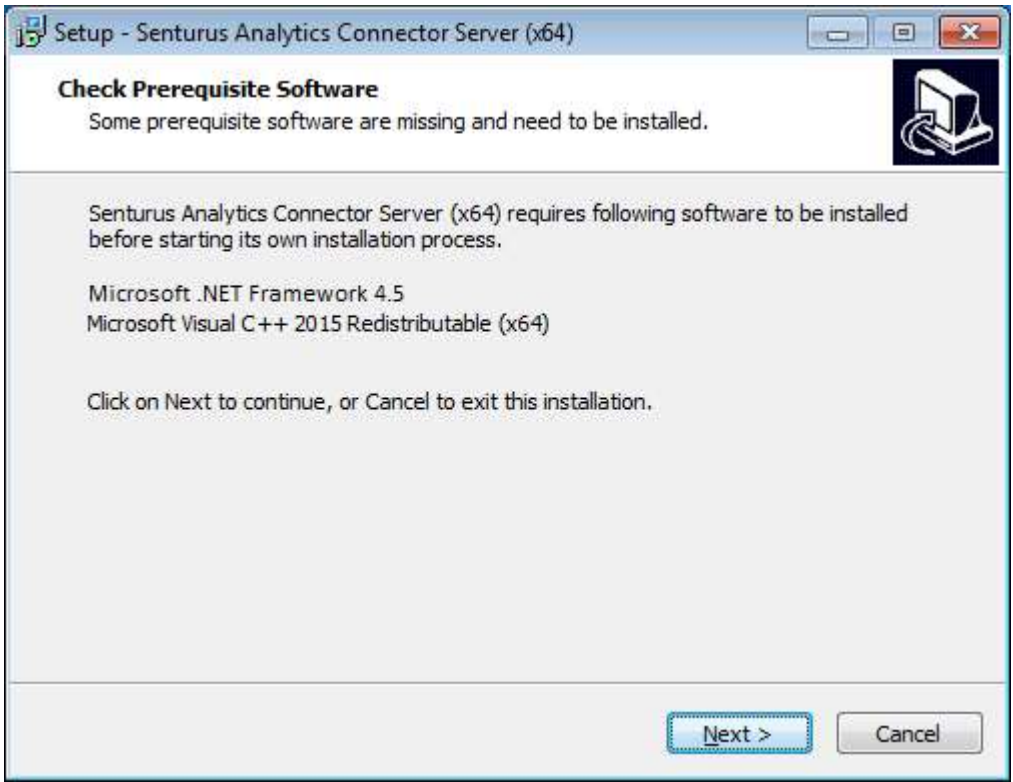 Setup - Senturus Analytics Connector Server (x64)
Check Prerequisite Software
Some prerequisite software are missing and need to be installed.
Senturus Analytics Connector Server (x64) requires following software to be installed
before starting its own installation process.
Microsoft .NET Framework 4.5
Microsoft Visual C++ 2015 Redistributable (x64)
Click on Next to continue, or Cancel to exit this installation.
Next >
Cancel